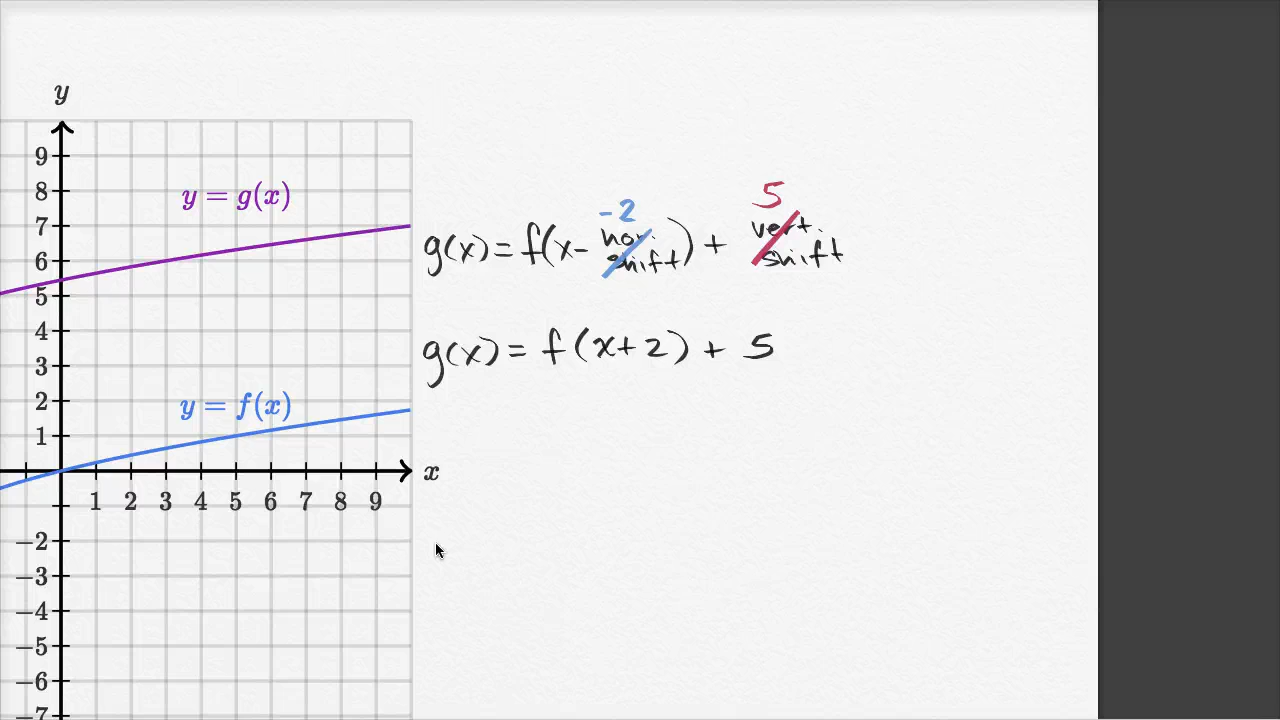 y
9
8
7
6
5
4
3
2
1
y = g(x)
y = f(x)
x
1 2 3 4 5 6 7 8 9
−2
−3
−4
−5
−6
−7
-2
5
g(x) = f(x- hor. shift) + vert. shift
g(x) = f(x+2) + 5